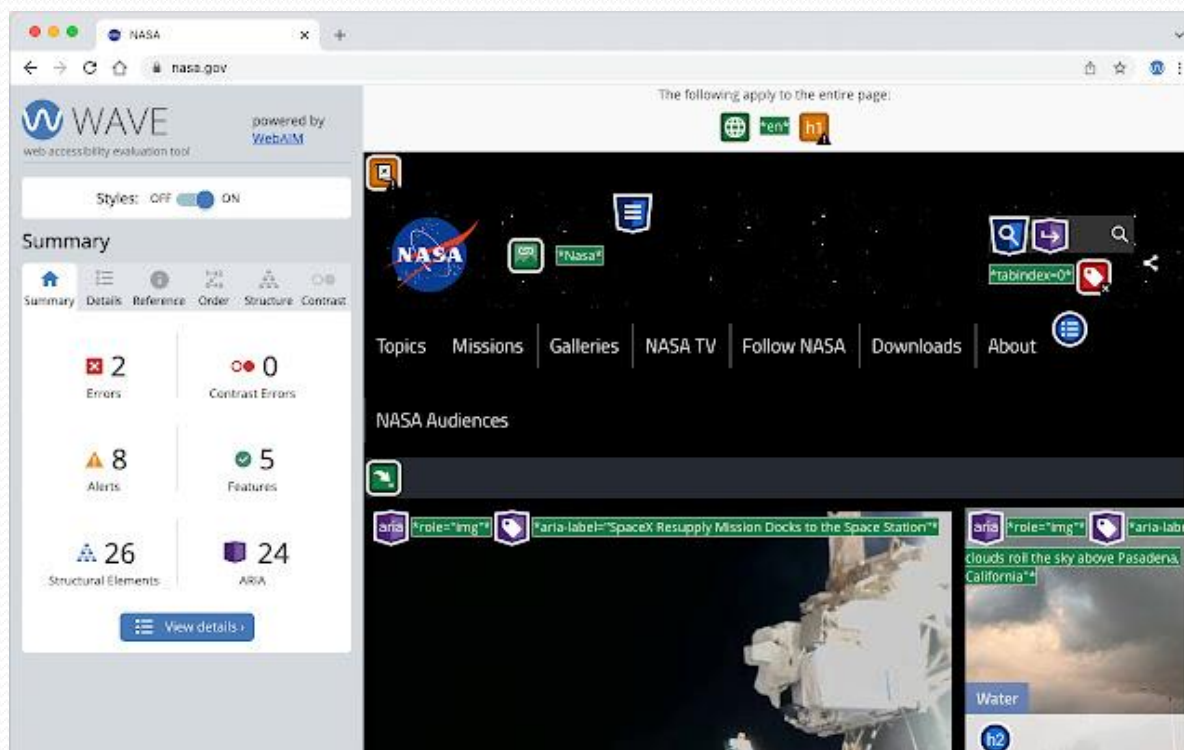 NASA
nasa.gov
WAVE
web accessibility evaluation tool
powered by
WebAIM
Styles: OFF ON
Summary
Summary Details Reference Order Structure Contrast
2
Errors
0
Contrast Errors
8
Alerts
5
Features
26
Structural Elements
24
ARIA
View details ›
The following apply to the entire page:
*en* h1
NASA
*Nasa*
*tabindex=0*
Topics Missions Galleries NASA TV Follow NASA Downloads About
NASA Audiences
aria *role="img"* *aria-label="SpaceX Resupply Mission Docks to the Space Station"*
aria *role="img"* *aria-labe
clouds roil the sky above Pasadena,
California"*
Water
h2